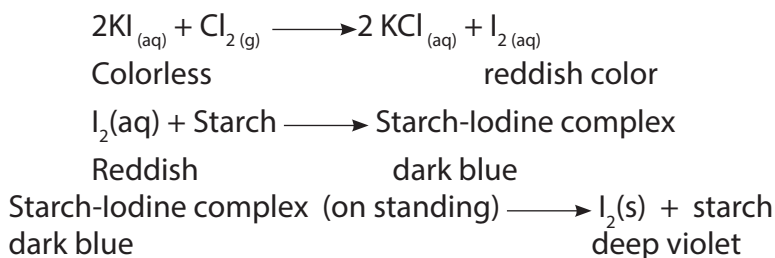 2KI (aq) + Cl2 (g) ⟶ 2 KCl (aq) + I2 (aq)
Colorless reddish color
I2(aq) + Starch ⟶ Starch-Iodine complex
Reddish dark blue
Starch-Iodine complex (on standing) ⟶ I2(s) + starch
dark blue deep violet